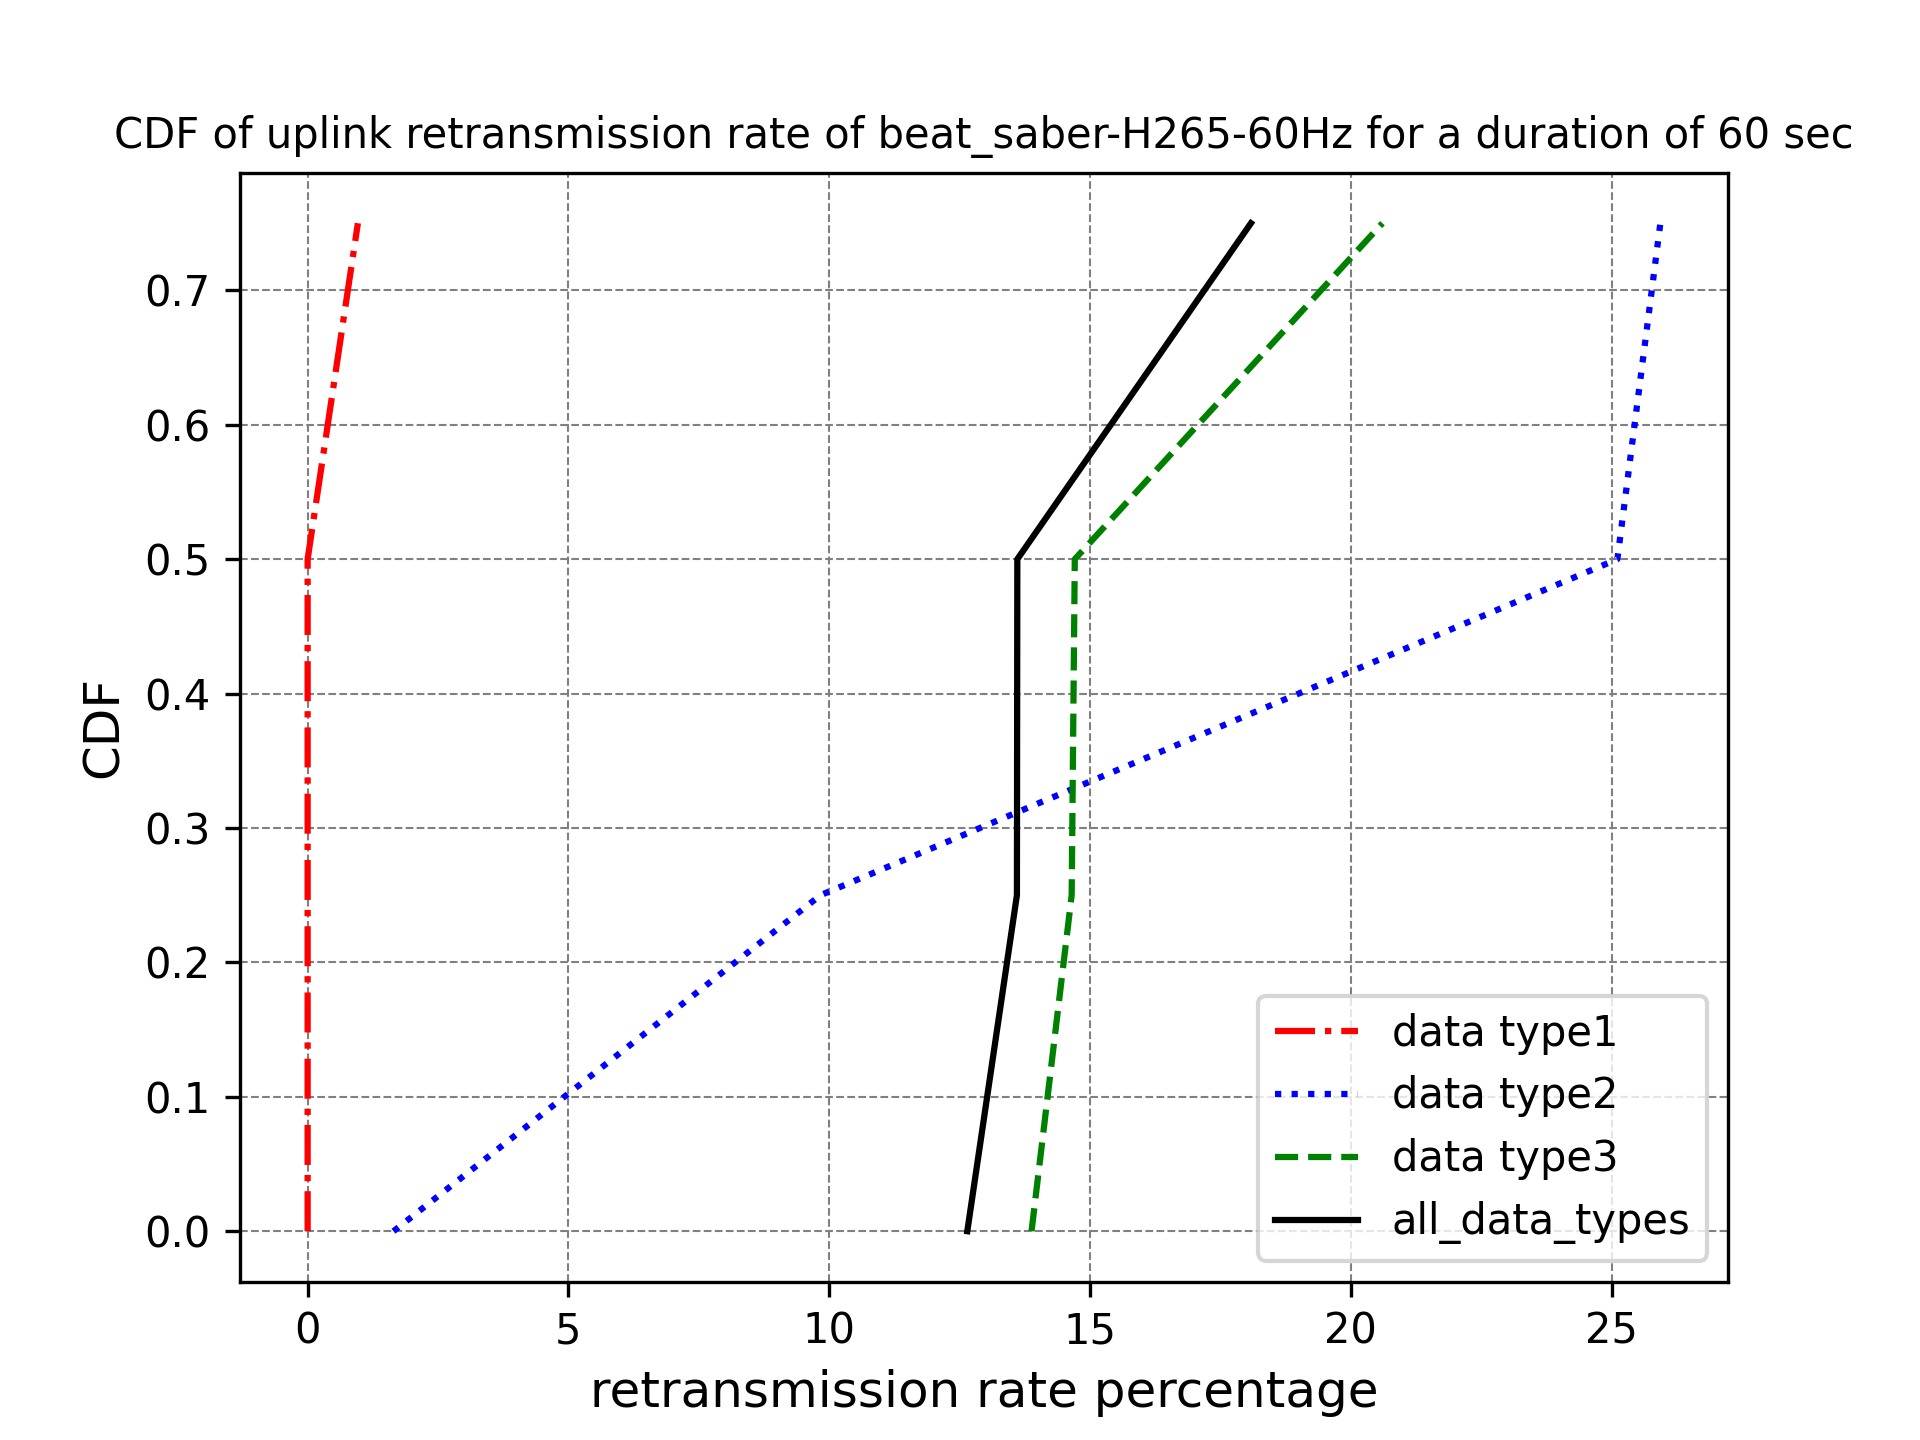 CDF of uplink retransmission rate of beat_saber-H265-60Hz for a duration of 60 sec
0.7
0.6
0.5
0.4
0.3
0.2
0.1
0.0
CDF
data type1
data type2
data type3
all_data_types
0 5 10 15 20 25
retransmission rate percentage